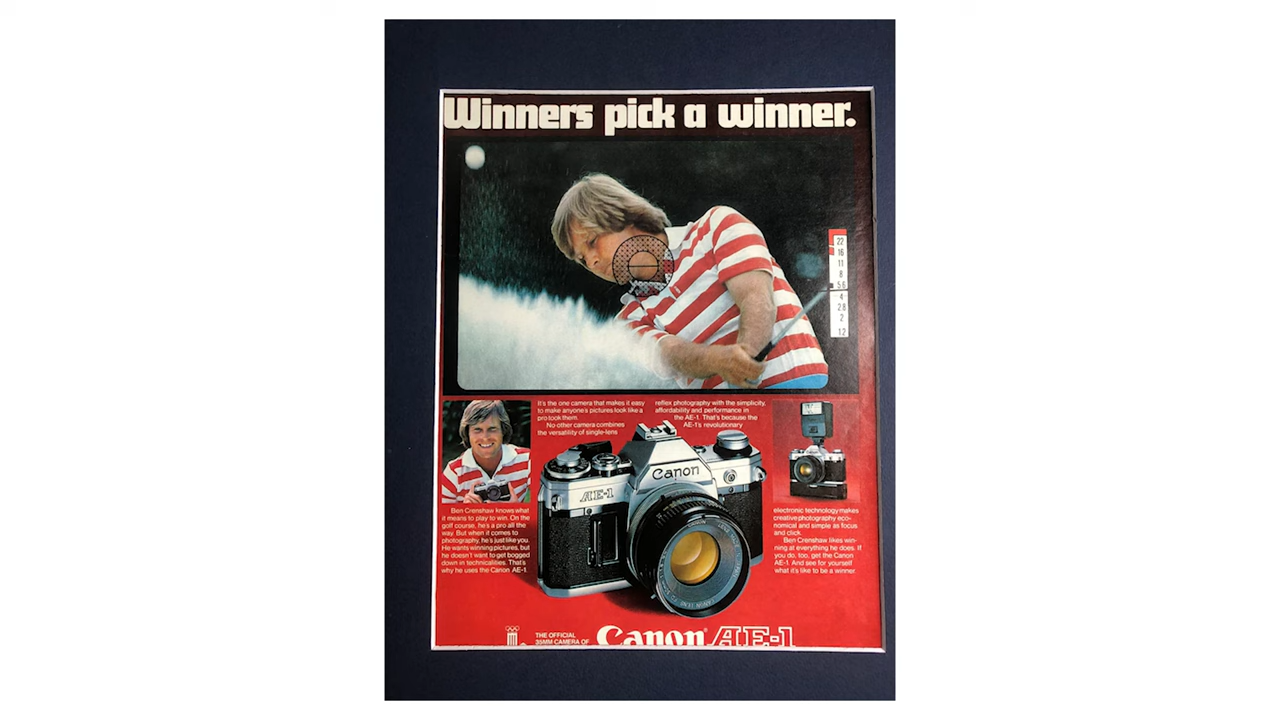 Winners pick a winner.
22
16
11
8
5.6
4
2.8
2
1.2
It's the one camera that makes it easy
to make anyone's pictures look like a
pro took them.
No other camera combines
the versatility of single-lens
reflex photography with the simplicity,
affordability and performance in
the AE-1. That's because the
AE-1's revolutionary
Canon
AE-1
Ben Crenshaw knows what
it means to play to win. On the
golf course, he's a pro all the
way. But when it comes to
photography, he's just like you.
He wants winning pictures, but
he doesn't want to get bogged
down in technicalities. That's
why he uses the Canon AE-1.
electronic technology makes
creative photography eco-
nomical and simple as focus
and click.
Ben Crenshaw likes win-
ning at everything he does. If
you do, too, get the Canon
AE-1. And see for yourself
what it's like to be a winner.
CANON LENS
THE OFFICIAL
35MM CAMERA OF
Canon AE-1